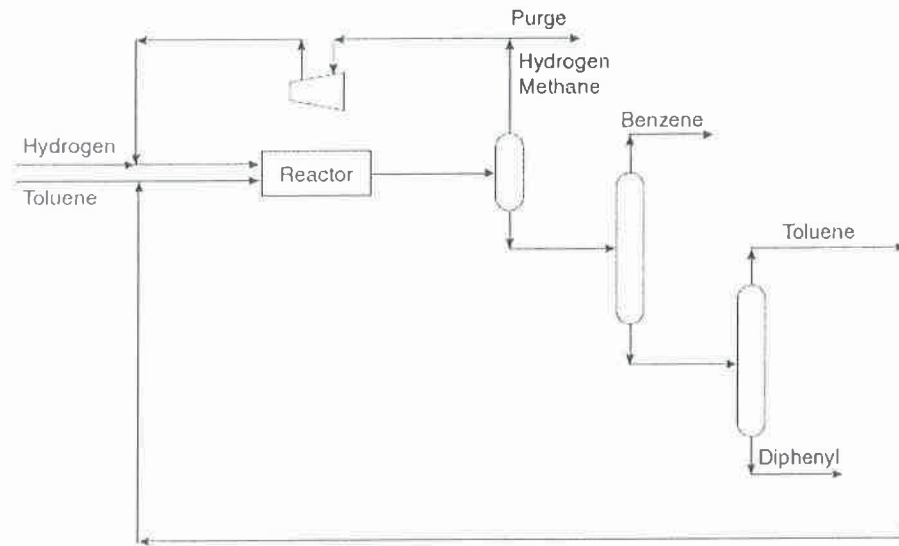 Purge
Hydrogen
Methane
Benzene
Hydrogen
Reactor
Toluene
Toluene
Diphenyl